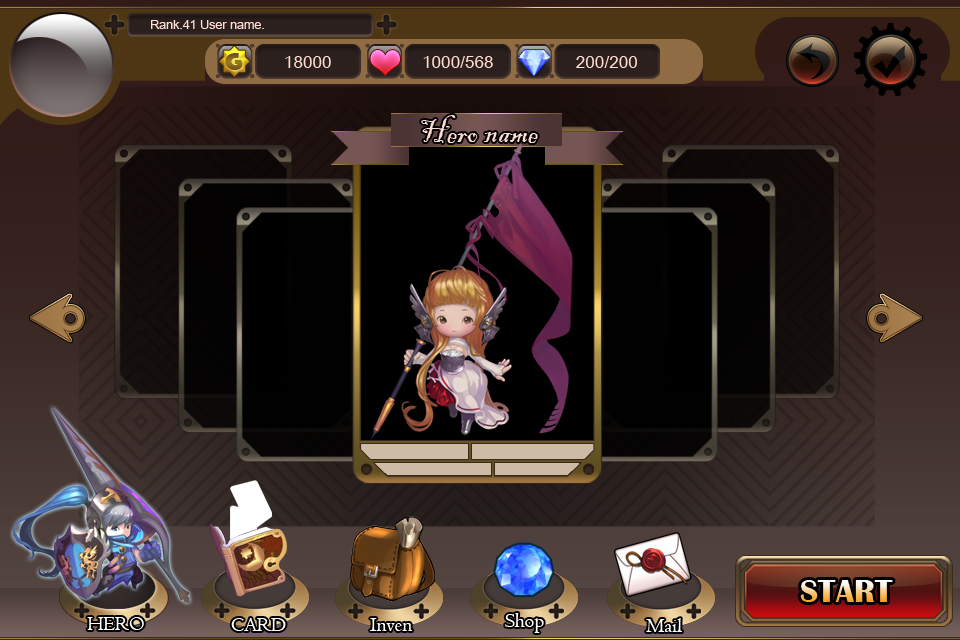 Rank.41 User name.
G 18000 1000/568 200/200
Hero name
HERO CARD Inven Shop Mail
START